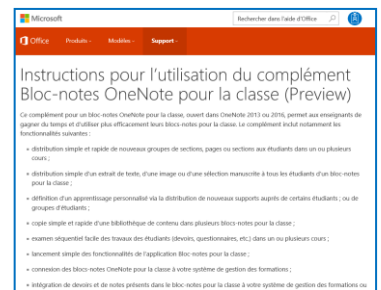 Microsoft
Rechercher dans l'aide d'Office
Office Produits Modèles Support
Instructions pour l'utilisation du complément
Bloc-notes OneNote pour la classe (Preview)
Ce complément pour un bloc-notes OneNote pour la classe, ouvert dans OneNote 2013 ou 2016, permet aux enseignants de
gagner du temps et d'utiliser plus efficacement leurs blocs-notes pour la classe. Le complément inclut notamment les
fonctionnalités suivantes :
distribution simple et rapide de nouveaux groupes de sections, pages ou sections aux étudiants dans un ou plusieurs
cours ;
distribution simple d'un extrait de texte, d'une image ou d'une sélection manuscrite à tous les étudiants d'un bloc-notes
pour la classe ;
définition d'un apprentissage personnalisé via la distribution de nouveaux supports auprès de certains étudiants ; ou de
groupes d'étudiants ;
copie simple et rapide d'une bibliothèque de contenu dans plusieurs blocs-notes pour la classe ;
examen séquentiel facile des travaux des étudiants (devoirs, questionnaires, etc.) dans un ou plusieurs cours ;
lancement simple des fonctionnalités de l'application Bloc-notes pour la classe ;
connexion des blocs-notes OneNote pour la classe à votre système de gestion des formations ;
intégration de devoirs et de notes présents dans le bloc-notes pour la classe à votre système de gestion des formations ou